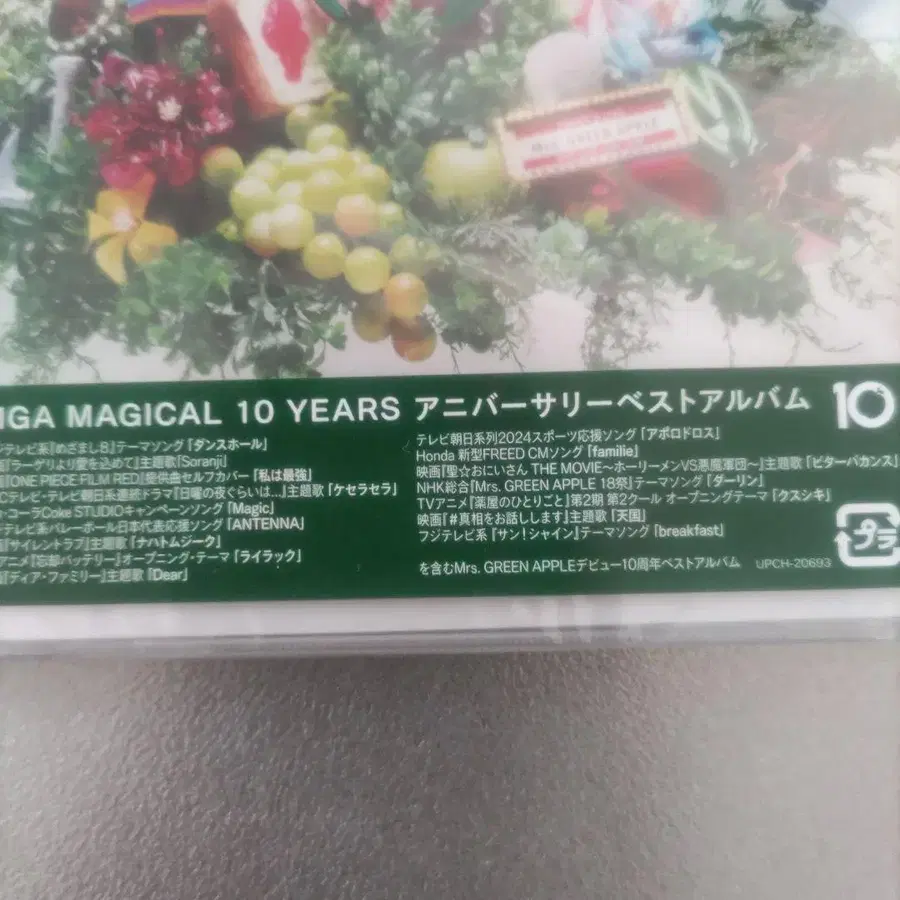 Mrs. GREEN APPLE
IGA MAGICAL 10 YEARS アニバーサリーベストアルバム 10
ジテレビ系『めざまし8』テーマソング「ダンスホール」
『ラーゲリより愛を込めて』主題歌「Soranji」
『ONE PIECE FILM RED』提供曲セルフカバー「私は最強」
Cテレビ・テレビ朝日系連続ドラマ『日曜の夜ぐらいは...』主題歌「ケセラセラ」
・コーラCoke STUDIOキャンペーンソング「Magic」
テレビ系バレーボール日本代表応援ソング「ANTENNA」
『サイレントラブ』主題歌「ナハトムジーク」
アニメ『忘却バッテリー』オープニング・テーマ「ライラック」
『ディア・ファミリー』主題歌「Dear」
テレビ朝日系列2024スポーツ応援ソング「アポロドロス」
Honda 新型FREED CMソング「familie」
映画『聖☆おにいさん THE MOVIE～ホーリーメンVS悪魔軍団～』主題歌「ビターバカンス」
NHK総合『Mrs. GREEN APPLE 18祭』テーマソング「ダーリン」
TVアニメ『薬屋のひとりごと』第2期 第2クール オープニングテーマ「クスシキ」
映画『#真相をお話しします』主題歌「天国」
フジテレビ系『サン!シャイン』テーマソング「breakfast」
を含むMrs. GREEN APPLEデビュー10周年ベストアルバム UPCH-20693
プラ